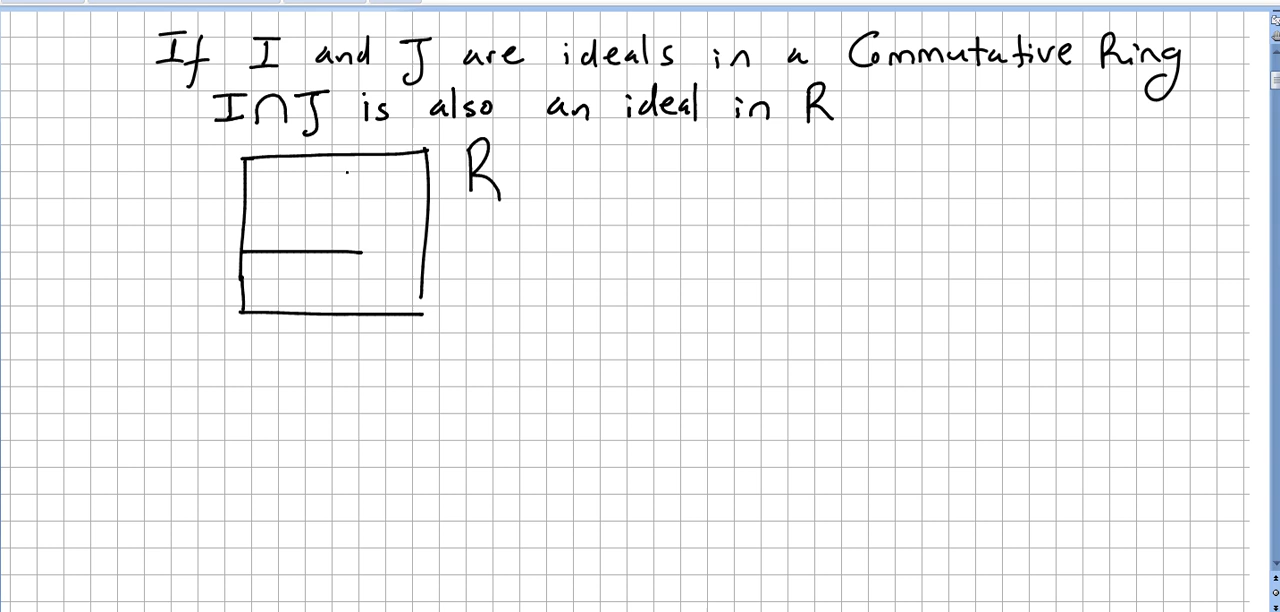 If I and J are ideals in a Commutative Ring
I∩J is also an ideal in R
R